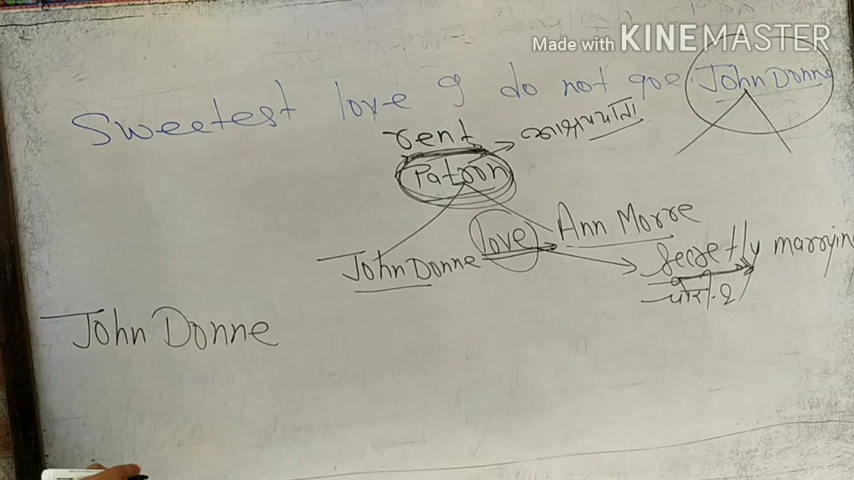 Made with KINEMASTER
Sweetest love I do not goe John Donne
rent
Patron
John Donne love Ann Morre
Secretly marryin
John Donne